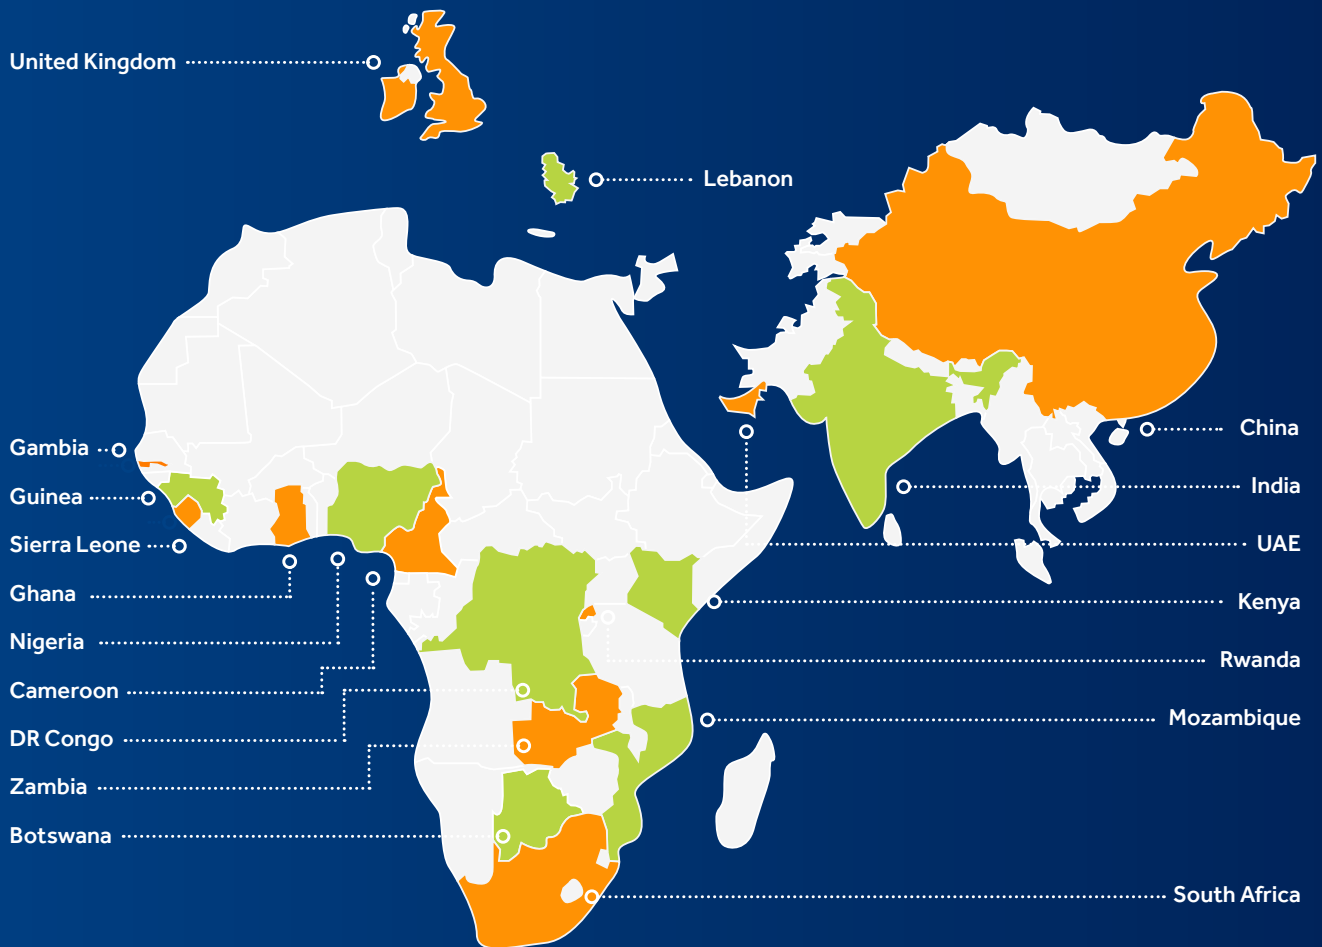 United Kingdom
Lebanon
Gambia
Guinea
Sierra Leone
Ghana
Nigeria
Cameroon
DR Congo
Zambia
Botswana
China
India
UAE
Kenya
Rwanda
Mozambique
South Africa